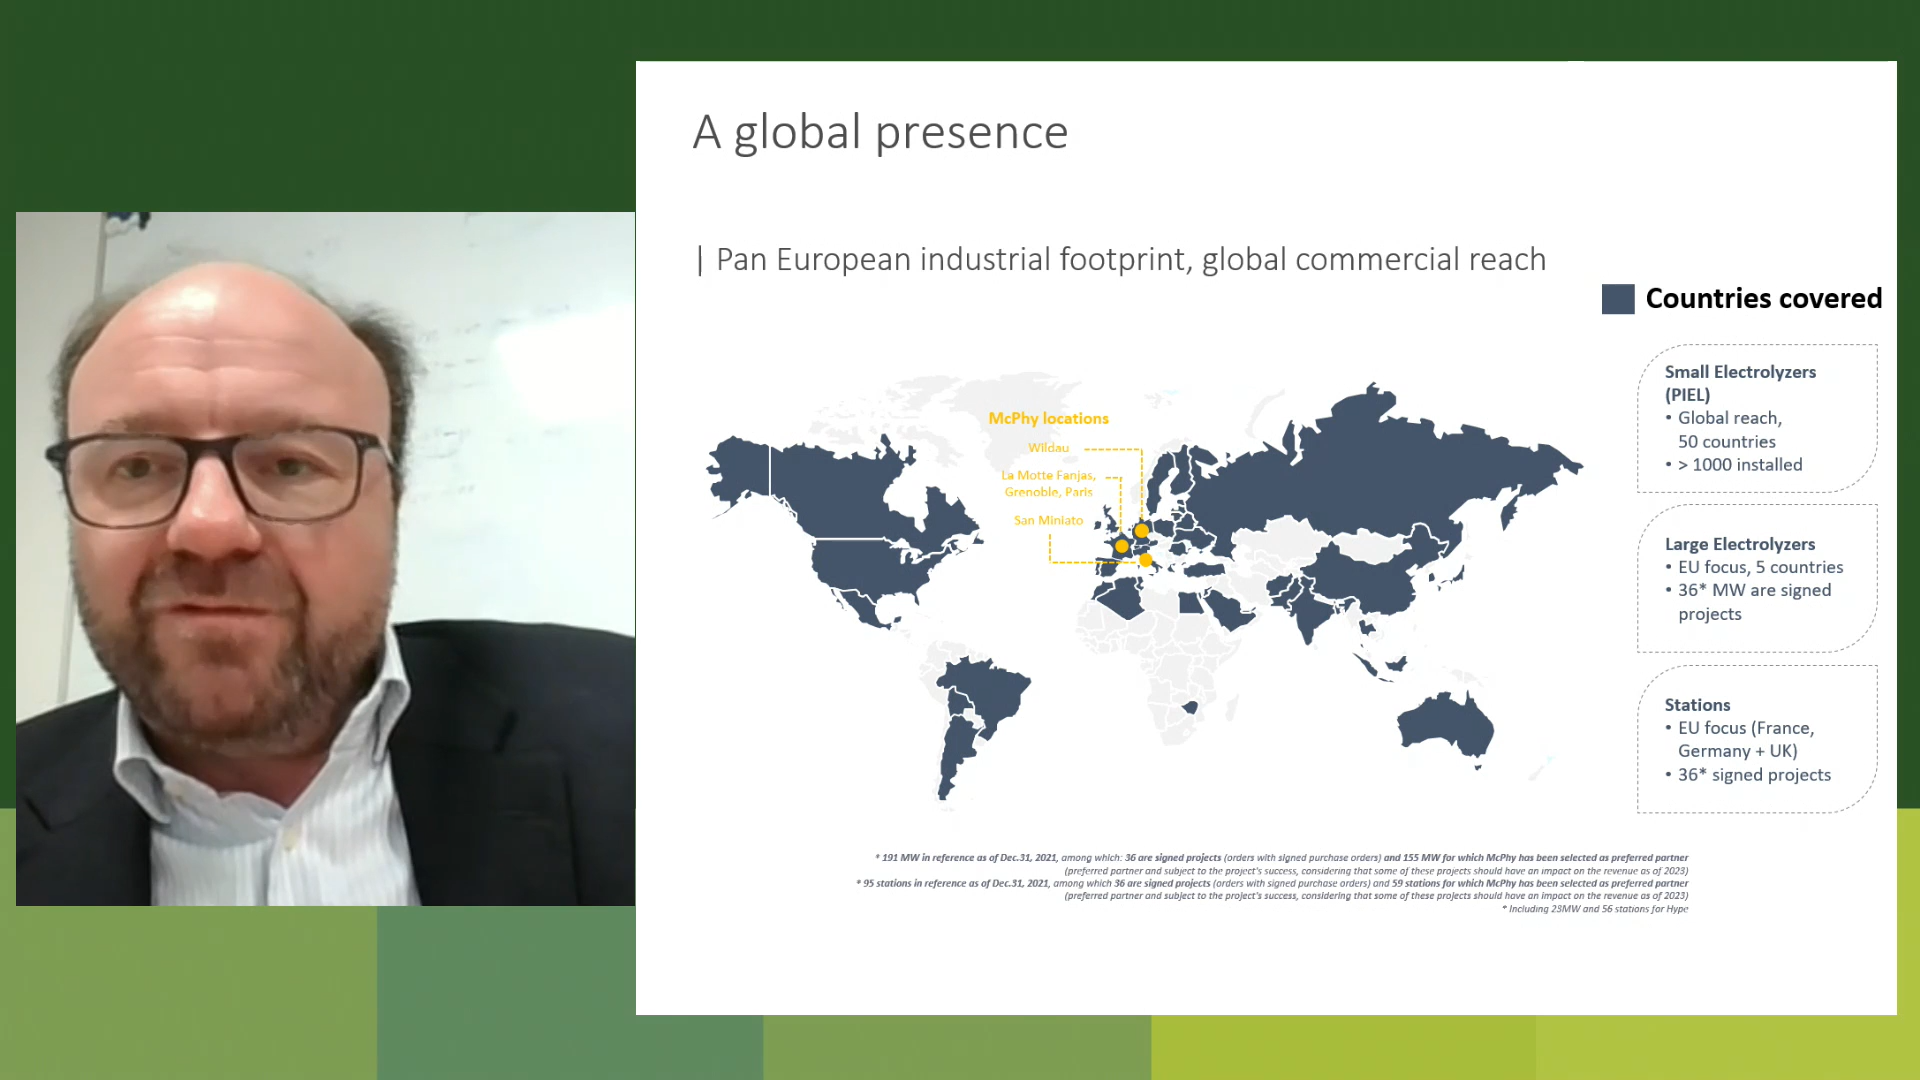 A global presence
| Pan European industrial footprint, global commercial reach
Countries covered
McPhy locations
Wildau
La Motte Fanjas,
Grenoble, Paris
San Miniato
Small Electrolyzers
(PIEL)
• Global reach,
50 countries
• > 1000 installed
Large Electrolyzers
• EU focus, 5 countries
• 36* MW are signed
projects
Stations
• EU focus (France,
Germany + UK)
• 36* signed projects
* 191 MW in reference as of Dec.31, 2021, among which: 36 are signed projects (orders with signed purchase orders) and 155 MW for which McPhy has been selected as preferred partner
(preferred partner and subject to the project's success, considering that some of these projects should have an impact on the revenue as of 2023)
* 95 stations in reference as of Dec.31, 2021, among which 36 are signed projects (orders with signed purchase orders) and 59 stations for which McPhy has been selected as preferred partner
(preferred partner and subject to the project's success, considering that some of these projects should have an impact on the revenue as of 2023)
* Including 23MW and 56 stations for Hype